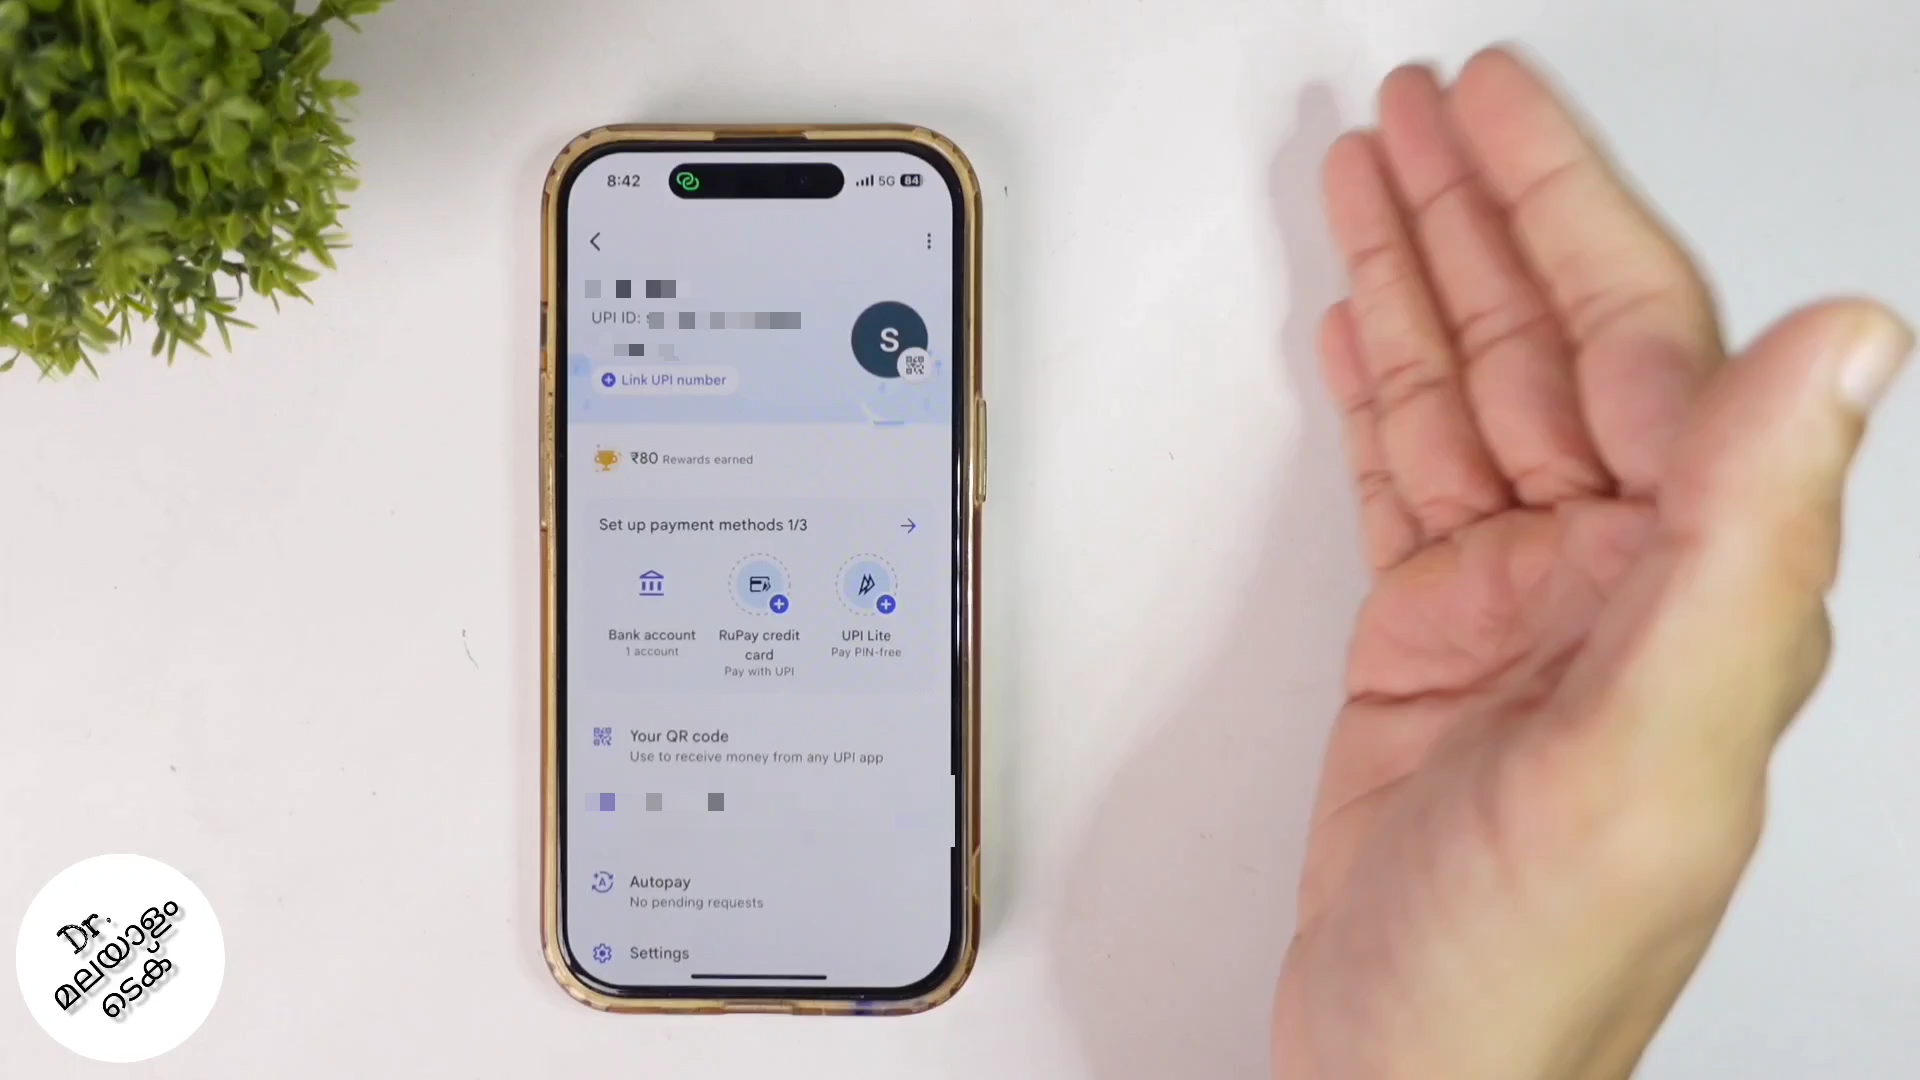 8:42
5G 84
UPI ID:
S
Link UPI number
₹80 Rewards earned
Set up payment methods 1/3
Bank account
1 account
RuPay credit
card
Pay with UPI
UPI Lite
Pay PIN-free
Your QR code
Use to receive money from any UPI app
Autopay
No pending requests
Settings
Dr.
മലയാളം
ടെക്